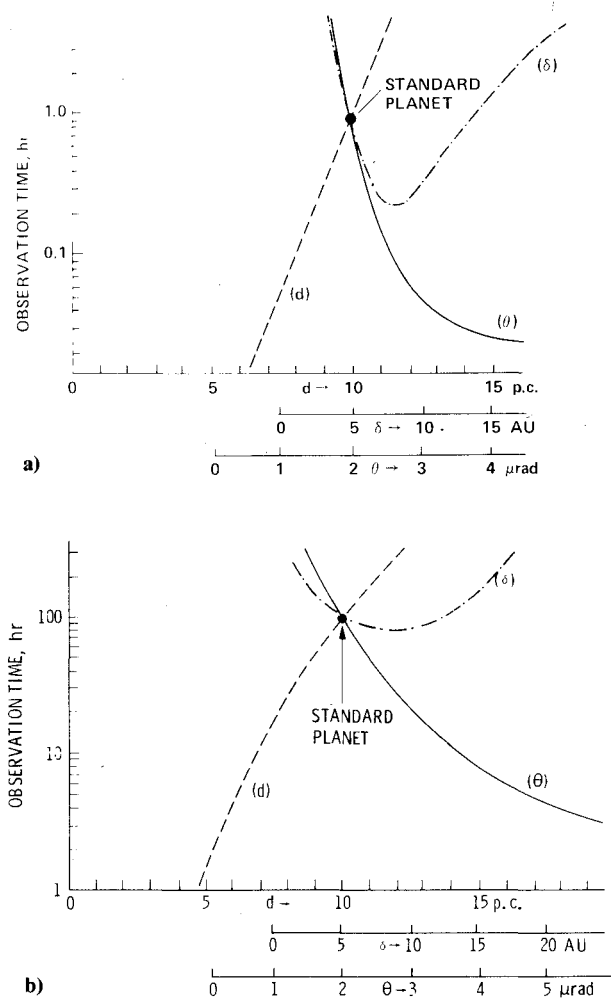 OBSERVATION TIME, hr
1.0
0.1
STANDARD
PLANET
(δ)
(d)
(θ)
0 5 d→ 10 15 p.c.
0 5 δ→ 10 15 AU
0 1 2 θ→ 3 4 μrad
a)
OBSERVATION TIME, hr
100
10
1
(δ)
STANDARD
PLANET
(d)
(θ)
0 5 d→ 10 15 p.c.
0 5 δ→10 15 20 AU
0 1 2 θ→3 4 5 μrad
b)